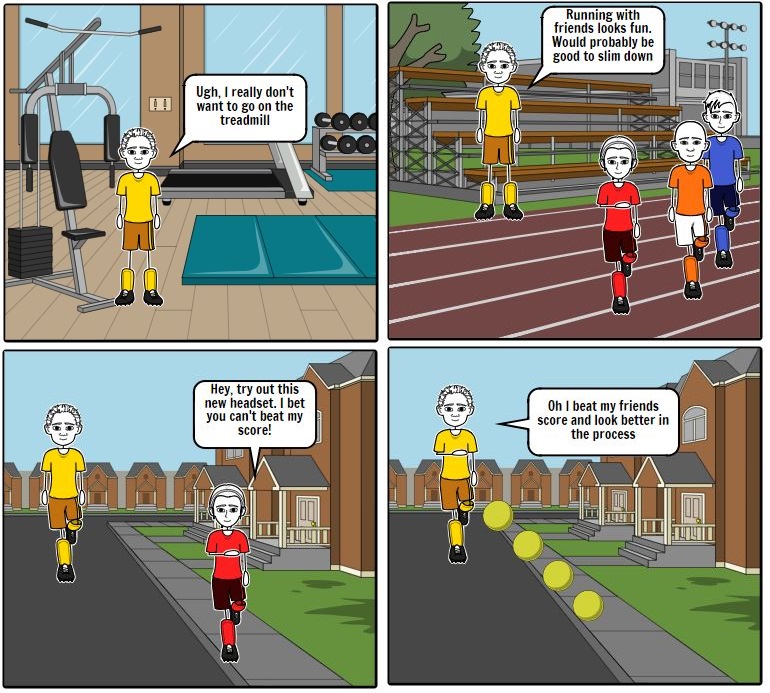 Ugh, I really don't
want to go on the
treadmill
Running with
friends looks fun.
Would probably be
good to slim down
Hey, try out this
new headset. I bet
you can't beat my
score!
Oh I beat my friends
score and look better in
the process